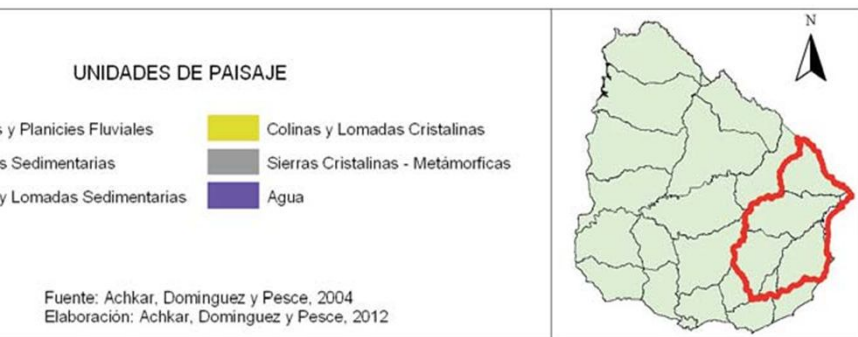 UNIDADES DE PAISAJE
y Planicies Fluviales
Colinas y Lomadas Cristalinas
Sedimentarias
Sierras Cristalinas - Metámorficas
y Lomadas Sedimentarias
Agua
Fuente: Achkar, Dominguez y Pesce, 2004
Elaboración: Achkar, Dominguez y Pesce, 2012
N